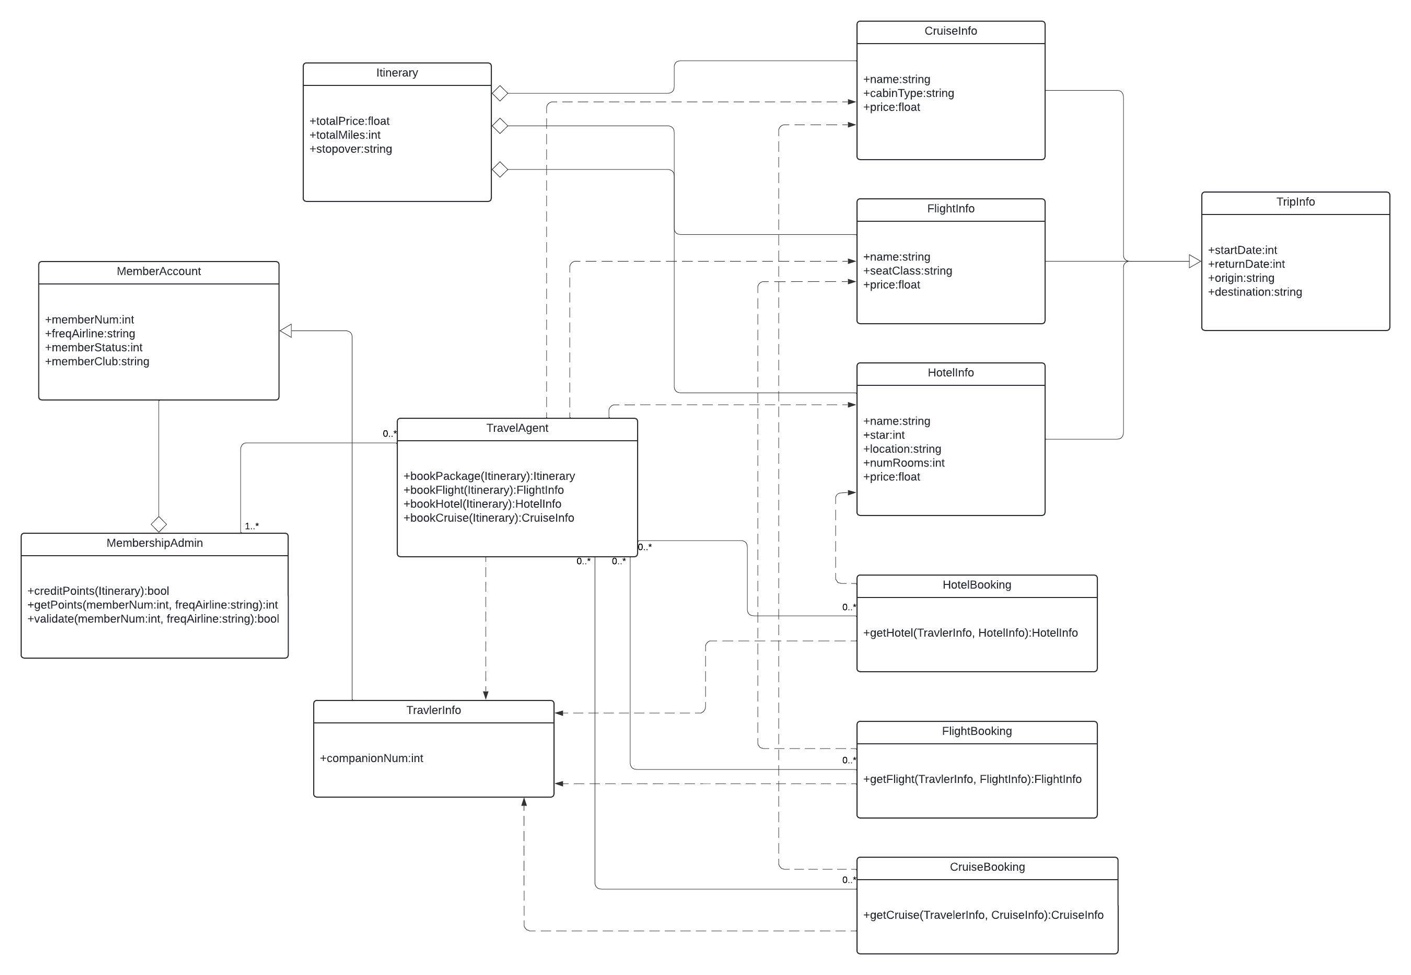 CruiseInfo
+name:string
+cabinType:string
+price:float
Itinerary
+totalPrice:float
+totalMiles:int
+stopover:string
FlightInfo
+name:string
+seatClass:string
+price:float
TripInfo
+startDate:int
+returnDate:int
+origin:string
+destination:string
MemberAccount
+memberNum:int
+freqAirline:string
+memberStatus:int
+memberClub:string
HotelInfo
+name:string
+star:int
+location:string
+numRooms:int
+price:float
0..*
TravelAgent
+bookPackage(Itinerary):Itinerary
+bookFlight(Itinerary):FlightInfo
+bookHotel(Itinerary):HotelInfo
+bookCruise(Itinerary):CruiseInfo
0..*
0..*
0..*
1..*
MembershipAdmin
+creditPoints(Itinerary):bool
+getPoints(memberNum:int, freqAirline:string):int
+validate(memberNum:int, freqAirline:string):bool
HotelBooking
0..*
+getHotel(TravlerInfo, HotelInfo):HotelInfo
TravlerInfo
+companionNum:int
FlightBooking
0..*
+getFlight(TravlerInfo, FlightInfo):FlightInfo
CruiseBooking
0..*
+getCruise(TravelerInfo, CruiseInfo):CruiseInfo